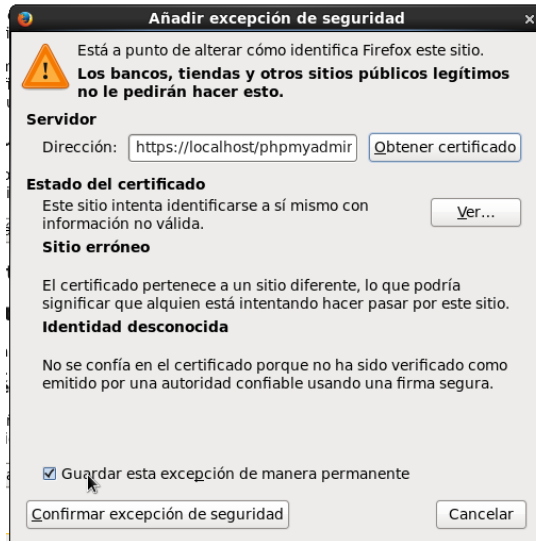 Añadir excepción de seguridad
Está a punto de alterar cómo identifica Firefox este sitio.
Los bancos, tiendas y otros sitios públicos legítimos
no le pedirán hacer esto.
Servidor
Dirección: https://localhost/phpmyadmir Obtener certificado
Estado del certificado
Este sitio intenta identificarse a sí mismo con
información no válida.
Ver...
Sitio erróneo
El certificado pertenece a un sitio diferente, lo que podría
significar que alguien está intentando hacer pasar por este sitio.
Identidad desconocida
No se confía en el certificado porque no ha sido verificado como
emitido por una autoridad confiable usando una firma segura.
Guardar esta excepción de manera permanente
Confirmar excepción de seguridad Cancelar